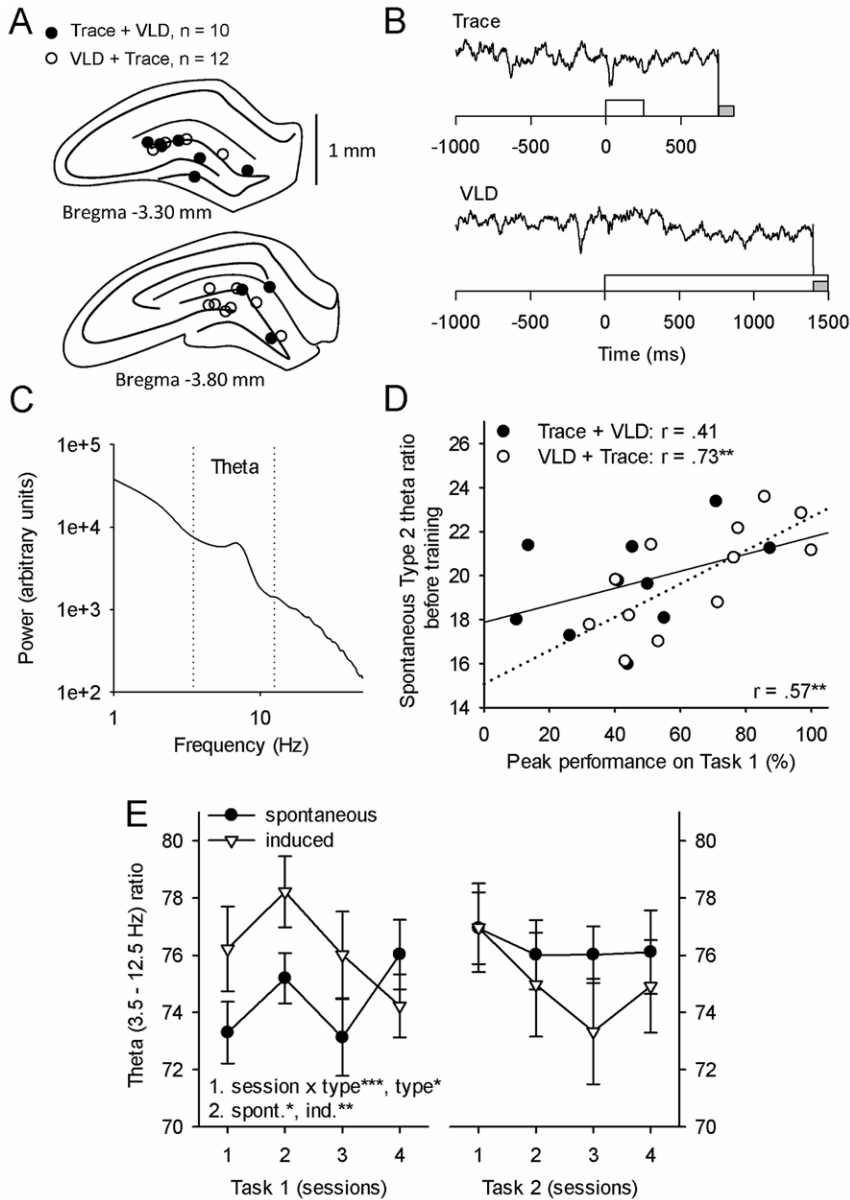 A
Trace + VLD, n = 10
VLD + Trace, n = 12
1 mm
Bregma -3.30 mm
Bregma -3.80 mm
B
Trace
-1000 -500 0 500
VLD
-1000 -500 0 500 1000 1500
Time (ms)
C
1e+5
1e+4
1e+3
1e+2
Theta
Power (arbitrary units)
1 10
Frequency (Hz)
D
Trace + VLD: r = .41
VLD + Trace: r = .73**
26
24
22
20
18
16
14
Spontaneous Type 2 theta ratio
before training
r = .57**
0 20 40 60 80 100
Peak performance on Task 1 (%)
E
spontaneous
induced
80
78
76
74
72
70
Theta (3.5 - 12.5 Hz) ratio
1. session x type***, type*
2. spont.*, ind.**
1 2 3 4
Task 1 (sessions)
80
78
76
74
72
70
1 2 3 4
Task 2 (sessions)